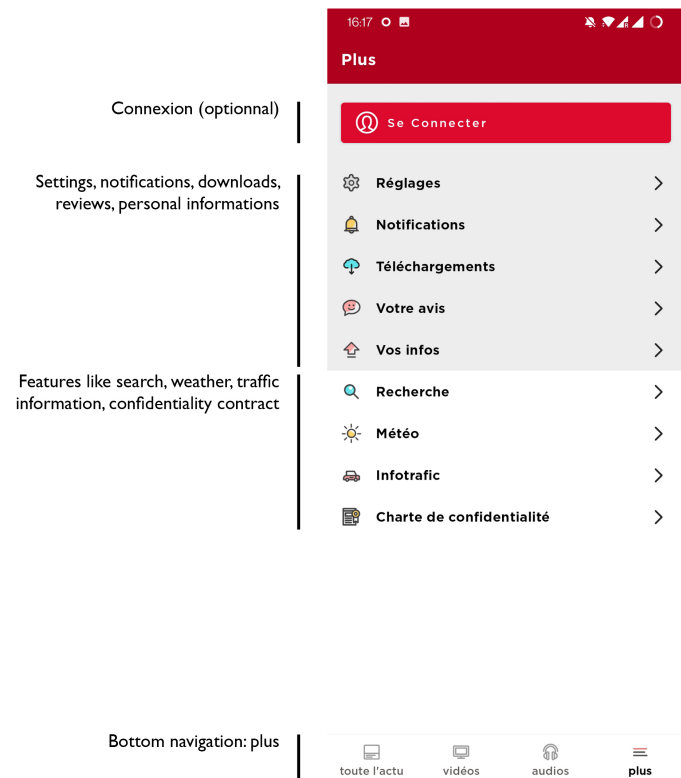 16:17
Plus
Connexion (optionnal)
Se Connecter
Settings, notifications, downloads,
reviews, personal informations
Réglages
Notifications
Téléchargements
Votre avis
Vos infos
Features like search, weather, traffic
information, confidentiality contract
Recherche
Météo
Infotrafic
Charte de confidentialité
Bottom navigation: plus
toute l'actu
vidéos
audios
plus